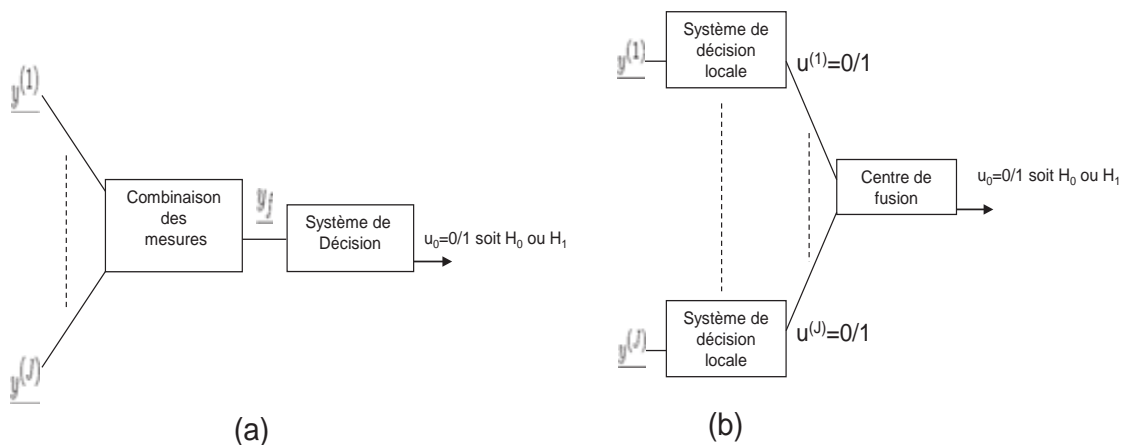 y(1)
y(J)
Combinaison
des
mesures
yf
Système de
Décision
u0=0/1 soit H0 ou H1
(a)
y(1)
Système de
décision
locale
u(1)=0/1
y(J)
Système de
décision
locale
u(J)=0/1
Centre de
fusion
u0=0/1 soit H0 ou H1
(b)